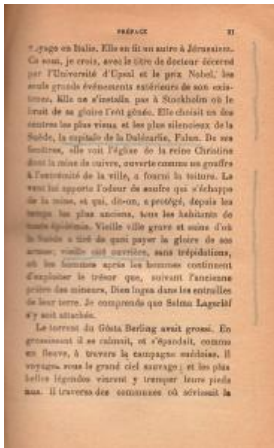 PRÉFACE XI
voyage en Italie. Elle en fit un autre à Jérusalem.
Ce sont, je crois, avec le titre de docteur décerné
par l'Université d'Upsal et le prix Nobel, les
seuls grands événements extérieurs de son exis-
tence. Elle ne s'installa pas à Stockholm où le
bruit de sa gloire l'eût gênée. Elle choisit un des
centres les plus vieux et les plus silencieux de la
Suède, la capitale de la Dalécarlie, Falun. De ses
fenêtres, elle voit l'église de la reine Christine
dont la mine de cuivre, ouverte comme un gouffre
à l'extrémité de la ville, a fourni la toiture. Le
vent lui apporte l'odeur de soufre qui s'échappe
de la mine, et qui, dit-on, a protégé, depuis les
temps les plus anciens, tous les habitants de
toute épidémie. Vieille ville grave et saine d'où
la Suède a tiré de quoi payer la gloire de ses
armes; vieille cité ouvrière, sans trépidations,
où les hommes après les hommes continuent
d'exploiter le trésor que, suivant l'ancienne
prière des mineurs, Dieu logea dans les entrailles
de leur terre. Je comprends que Selma Lagerlöf
s'y soit attachée.
Le torrent du Gösta Berling avait grossi. En
grossissant il se calmait, et s'épandait, comme
un fleuve, à travers la campagne suédoise. Il
voyagea sous le grand ciel sauvage; et les plus
belles légendes vinrent y tremper leurs pieds
nus. Il traversa des communes où sévissait la